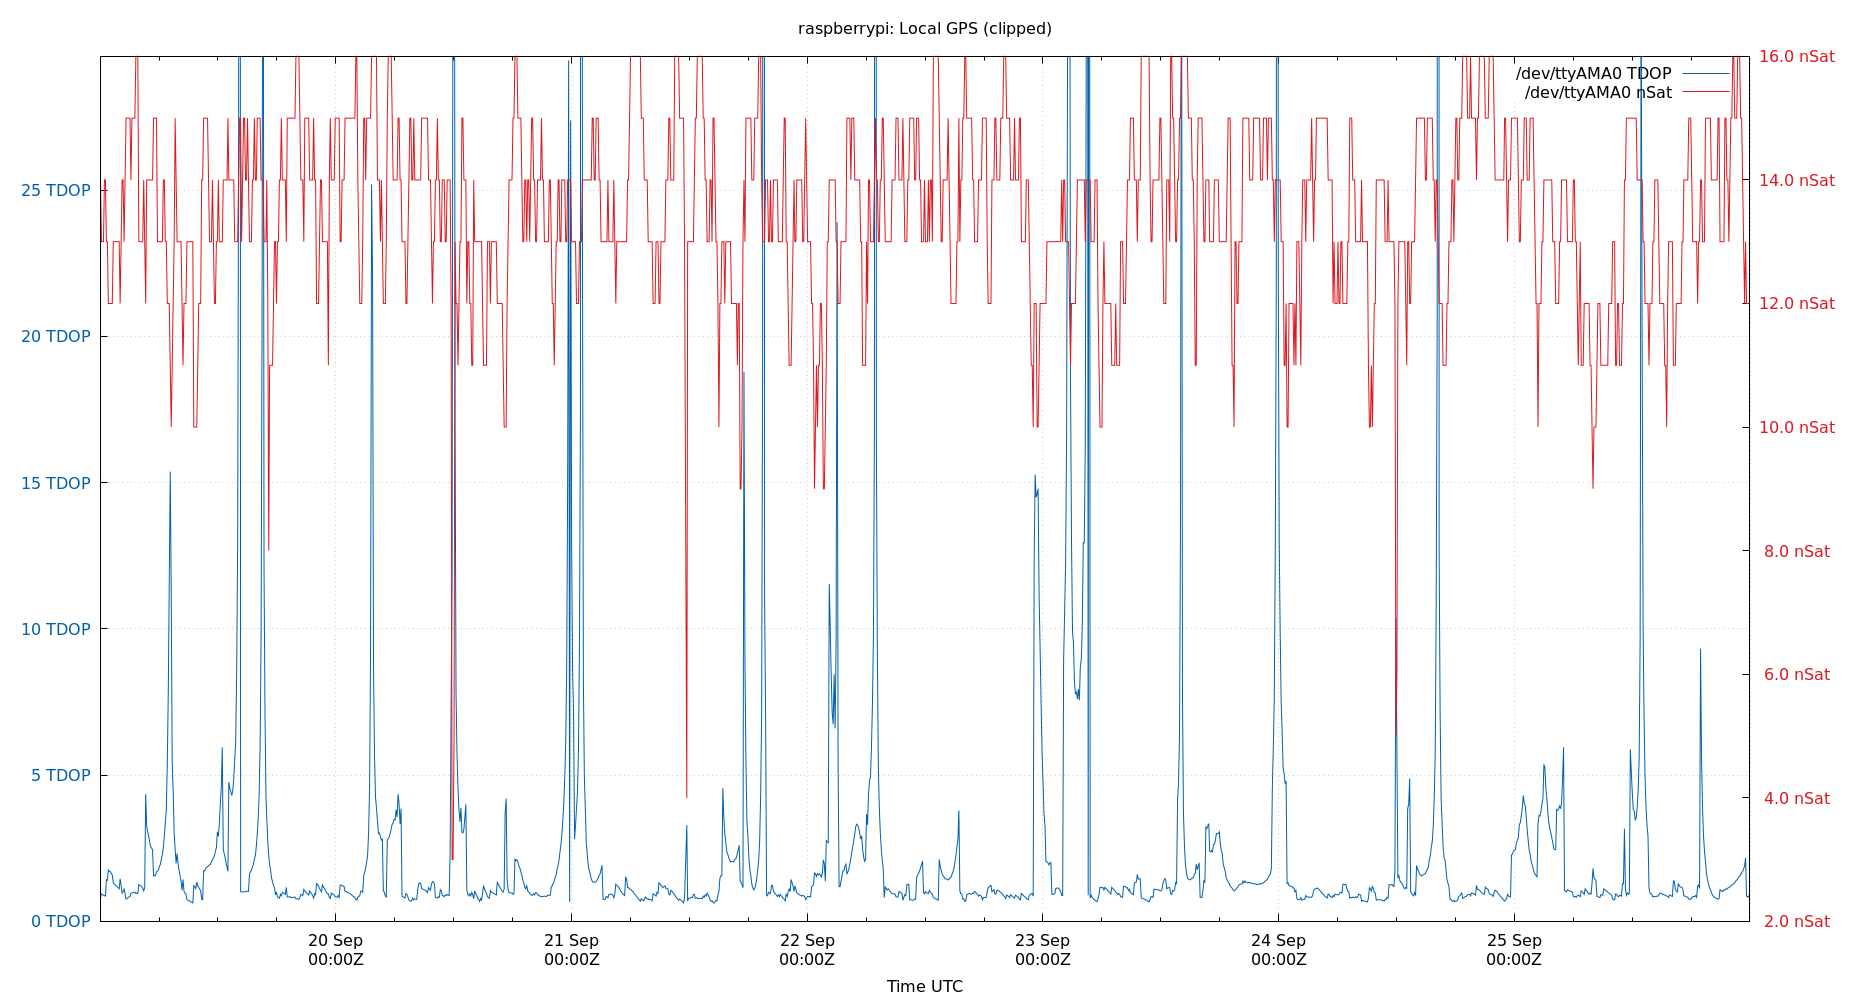 raspberrypi: Local GPS (clipped)
/dev/ttyAMA0 TDOP
/dev/ttyAMA0 nSat
25 TDOP
20 TDOP
15 TDOP
10 TDOP
5 TDOP
0 TDOP
16.0 nSat
14.0 nSat
12.0 nSat
10.0 nSat
8.0 nSat
6.0 nSat
4.0 nSat
2.0 nSat
20 Sep
00:00Z
21 Sep
00:00Z
22 Sep
00:00Z
23 Sep
00:00Z
24 Sep
00:00Z
25 Sep
00:00Z
Time UTC